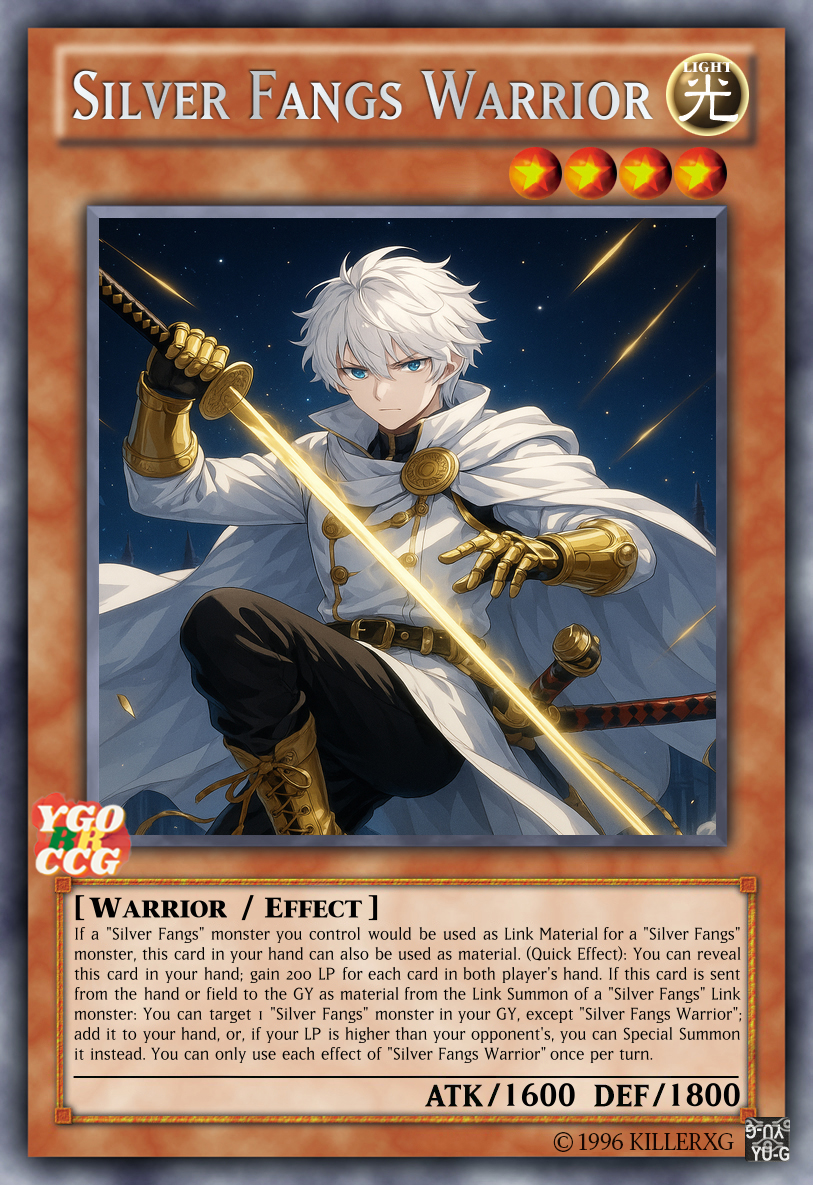 SILVER FANGS WARRIOR
LIGHT
光
YGO
BR
CCG
[ WARRIOR / EFFECT ]
If a "Silver Fangs" monster you control would be used as Link Material for a "Silver Fangs"
monster, this card in your hand can also be used as material. (Quick Effect): You can reveal
this card in your hand; gain 200 LP for each card in both player's hand. If this card is sent
from the hand or field to the GY as material from the Link Summon of a "Silver Fangs" Link
monster: You can target 1 "Silver Fangs" monster in your GY, except "Silver Fangs Warrior";
add it to your hand, or, if your LP is higher than your opponent's, you can Special Summon
it instead. You can only use each effect of "Silver Fangs Warrior" once per turn.
ATK/1600 DEF/1800
© 1996 KILLERXG
YU-G